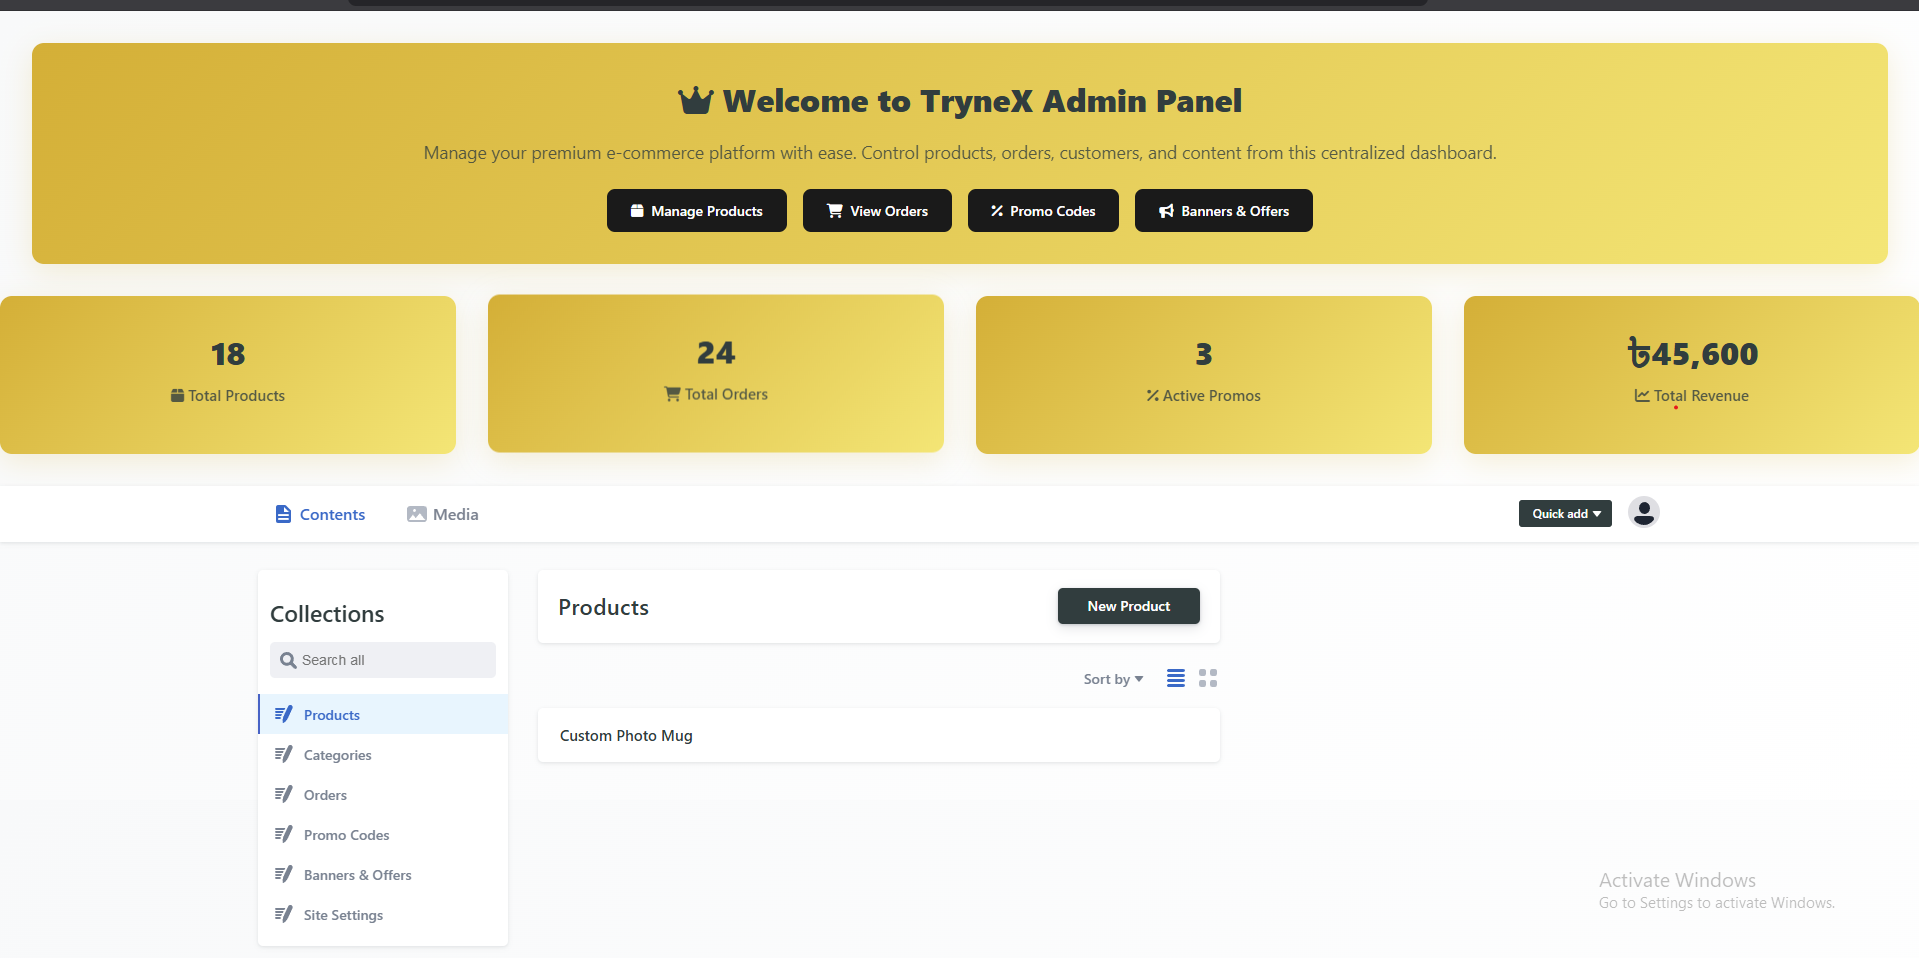 Welcome to TryneX Admin Panel
Manage your premium e-commerce platform with ease. Control products, orders, customers, and content from this centralized dashboard.
Manage Products
View Orders
Promo Codes
Banners & Offers
18
Total Products
24
Total Orders
3
Active Promos
৳45,600
Total Revenue
Contents
Media
Quick add
Collections
Search all
Products
Categories
Orders
Promo Codes
Banners & Offers
Site Settings
Products
New Product
Sort by
Custom Photo Mug
Activate Windows
Go to Settings to activate Windows.